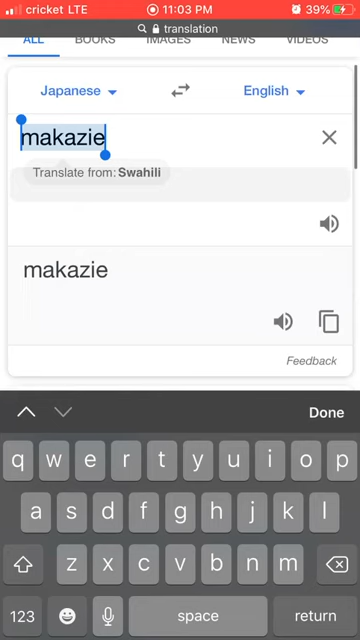 cricket LTE 11:03 PM 39%
translation
ALL BOOKS IMAGES NEWS VIDEOS
Japanese English
makazie
Translate from: Swahili
makazie
Feedback
Done
q w e r t y u i o p
a s d f g h j k l
z x c v b n m
123 space return